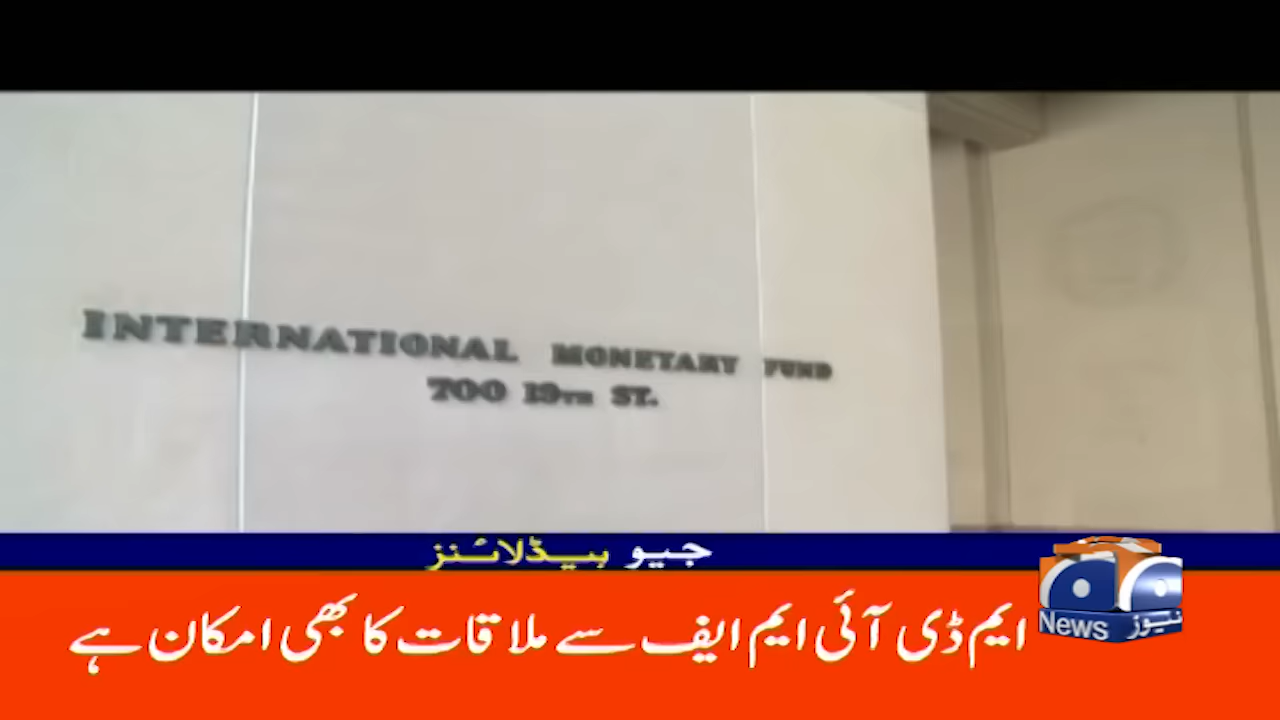 INTERNATIONAL MONETARY FUND
700 19TH ST.
جیو ہیڈلائنز
ایم ڈی آئی ایم ایف سے ملاقات کا بھی امکان ہے
News نیوز